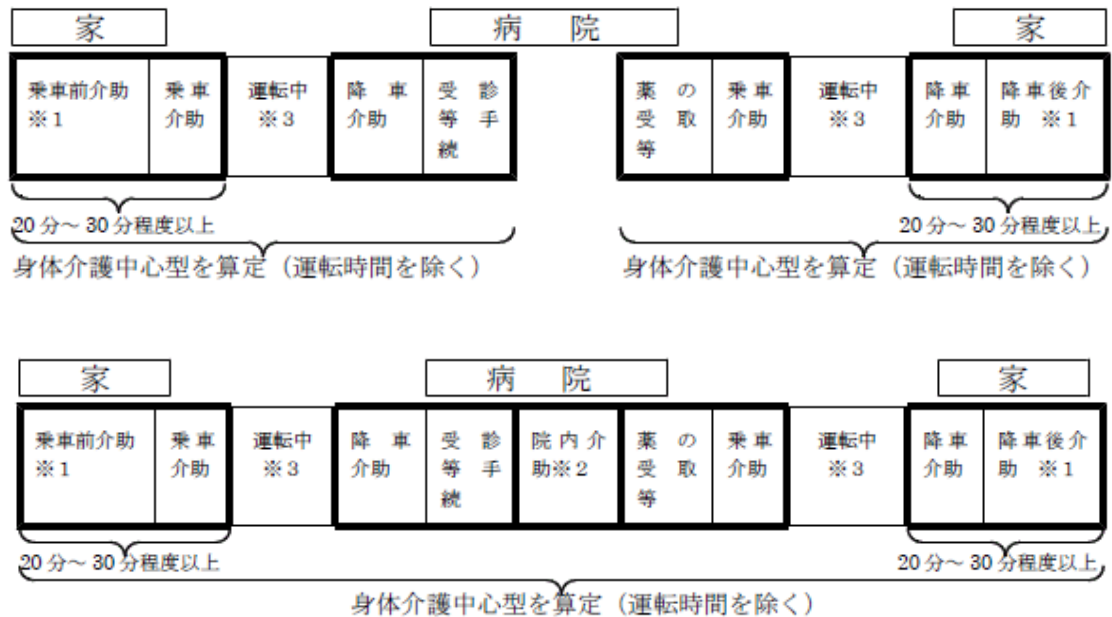 家
病院
家
乗車前介助
※1
乗車
介助
運転中
※3
降車
介助
受診
等手
続
薬の
受取
等
乗車
介助
運転中
※3
降車
介助
降車後介
助 ※1
20分～30分程度以上
20分～30分程度以上
身体介護中心型を算定（運転時間を除く）
身体介護中心型を算定（運転時間を除く）
家
病院
家
乗車前介助
※1
乗車
介助
運転中
※3
降車
介助
受診
等手
続
院内介
助※2
薬の
受取
等
乗車
介助
運転中
※3
降車
介助
降車後介
助 ※1
20分～30分程度以上
20分～30分程度以上
身体介護中心型を算定（運転時間を除く）